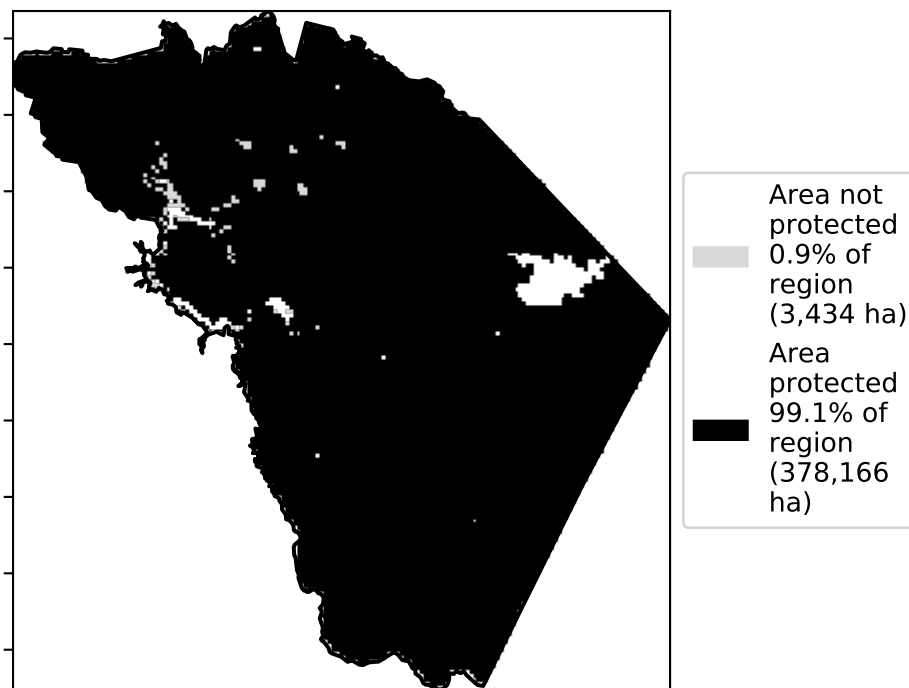 Area not
protected
0.9% of
region
(3,434 ha)
Area
protected
99.1% of
region
(378,166
ha)